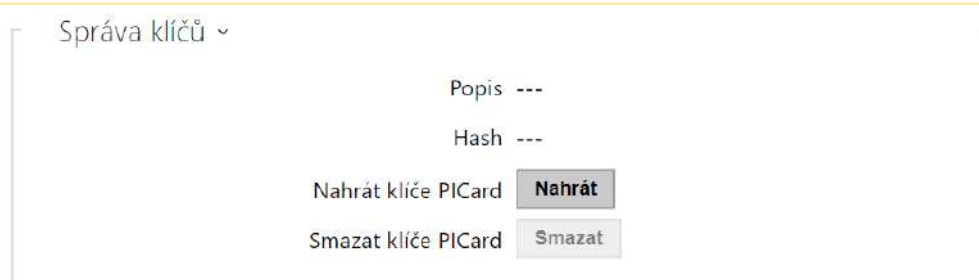 Správa klíčů
Popis ---
Hash ---
Nahrát klíče PICard Nahrát
Smazat klíče PICard Smazat